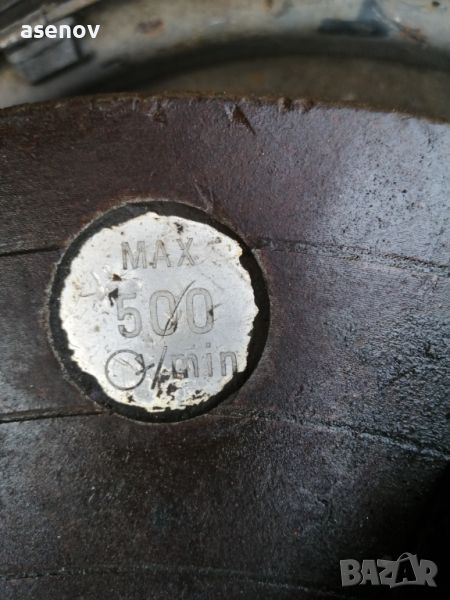 asenov
MAX
500
/min
BAZAR